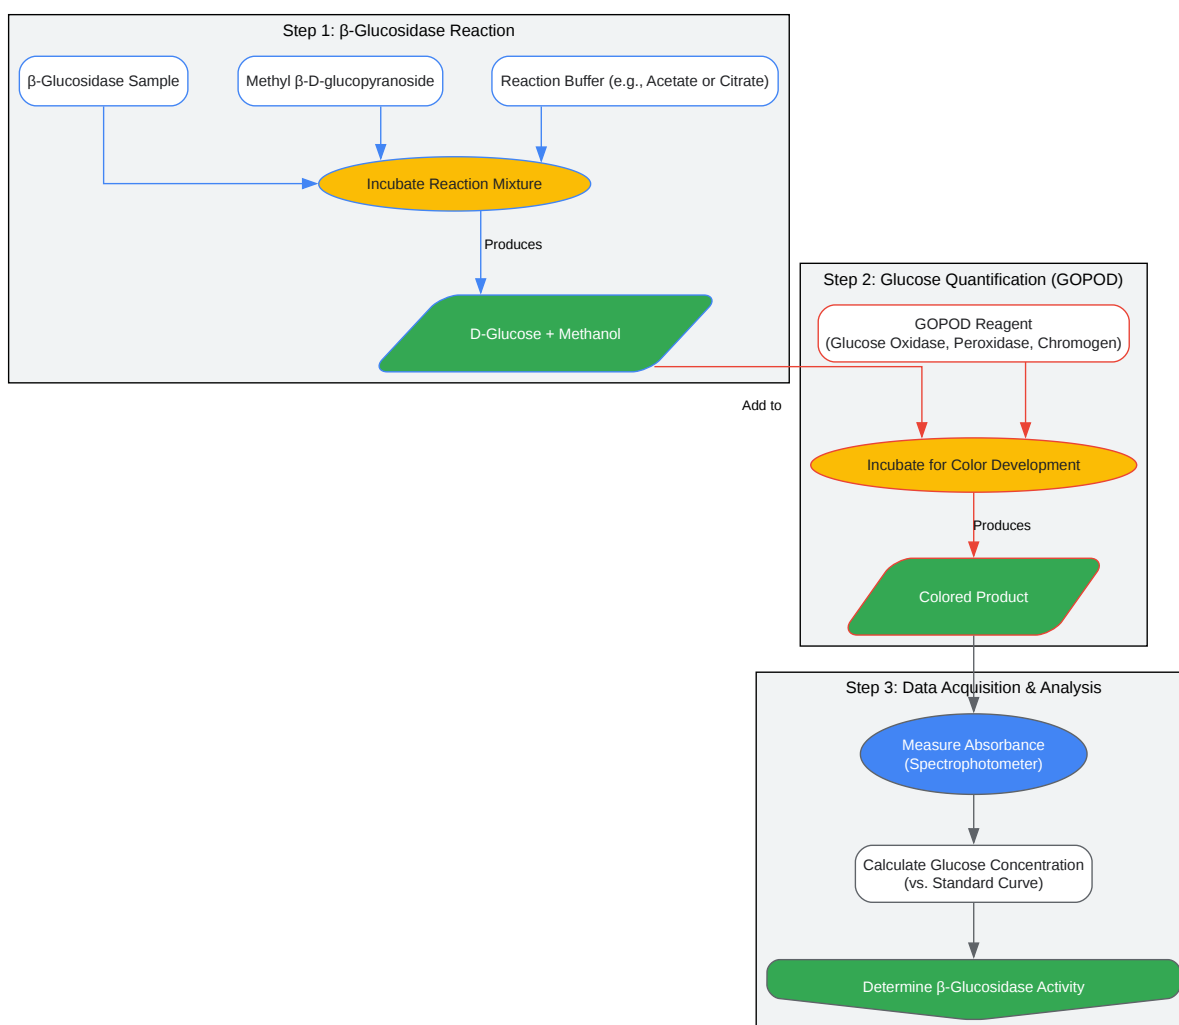 Step 1: β-Glucosidase Reaction
β-Glucosidase Sample
Methyl β-D-glucopyranoside
Reaction Buffer (e.g., Acetate or Citrate)
Incubate Reaction Mixture
Produces
D-Glucose + Methanol
Add to
Step 2: Glucose Quantification (GOPOD)
GOPOD Reagent
(Glucose Oxidase, Peroxidase, Chromogen)
Incubate for Color Development
Produces
Colored Product
Step 3: Data Acquisition & Analysis
Measure Absorbance
(Spectrophotometer)
Calculate Glucose Concentration
(vs. Standard Curve)
Determine β-Glucosidase Activity